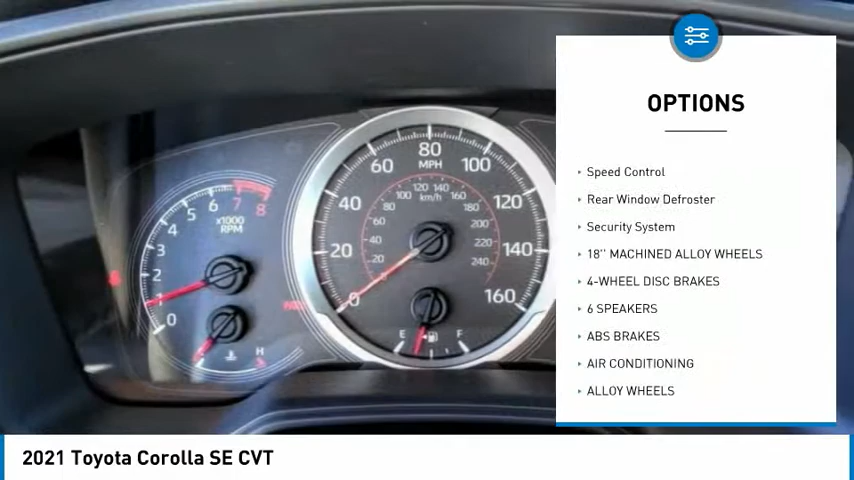 OPTIONS
Speed Control
Rear Window Defroster
Security System
18'' MACHINED ALLOY WHEELS
4-WHEEL DISC BRAKES
6 SPEAKERS
ABS BRAKES
AIR CONDITIONING
ALLOY WHEELS
0
1
2
3
4
5
6
7
8
x1000
RPM
H
0
20
40
60
80
100
120
140
160
MPH
20
40
60
80
100
120
140
160
180
200
220
240
km/h
E
F
2021 Toyota Corolla SE CVT